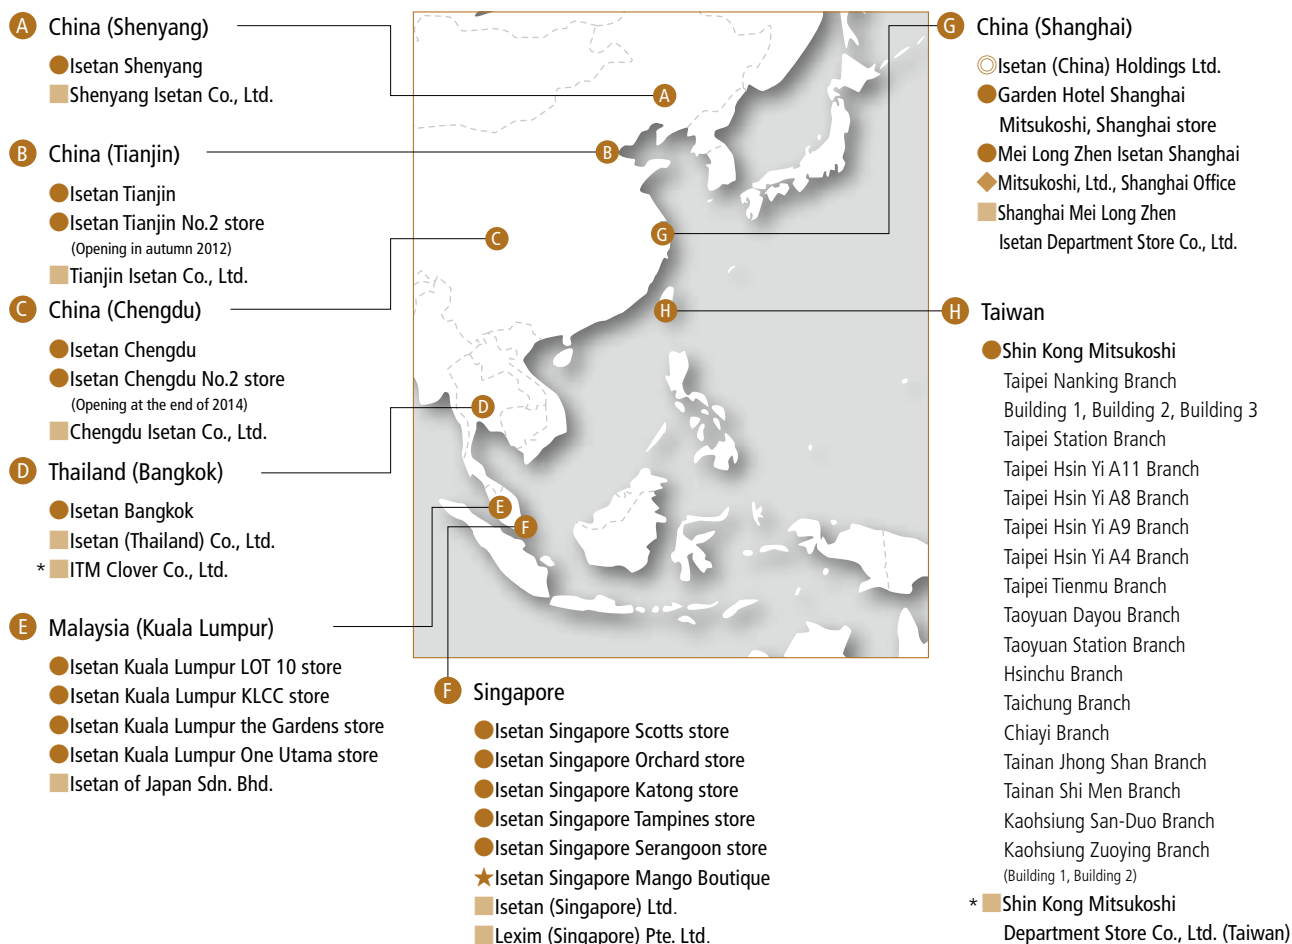 A China (Shenyang)
Isetan Shenyang
Shenyang Isetan Co., Ltd.
B China (Tianjin)
Isetan Tianjin
Isetan Tianjin No.2 store
(Opening in autumn 2012)
Tianjin Isetan Co., Ltd.
C China (Chengdu)
Isetan Chengdu
Isetan Chengdu No.2 store
(Opening at the end of 2014)
Chengdu Isetan Co., Ltd.
D Thailand (Bangkok)
Isetan Bangkok
Isetan (Thailand) Co., Ltd.
* ITM Clover Co., Ltd.
E Malaysia (Kuala Lumpur)
Isetan Kuala Lumpur LOT 10 store
Isetan Kuala Lumpur KLCC store
Isetan Kuala Lumpur the Gardens store
Isetan Kuala Lumpur One Utama store
Isetan of Japan Sdn. Bhd.
A
B
C
G
H
D
E
F
F Singapore
Isetan Singapore Scotts store
Isetan Singapore Orchard store
Isetan Singapore Katong store
Isetan Singapore Tampines store
Isetan Singapore Serangoon store
Isetan Singapore Mango Boutique
Isetan (Singapore) Ltd.
Lexim (Singapore) Pte. Ltd.
G China (Shanghai)
Isetan (China) Holdings Ltd.
Garden Hotel Shanghai
Mitsukoshi, Shanghai store
Mei Long Zhen Isetan Shanghai
Mitsukoshi, Ltd., Shanghai Office
Shanghai Mei Long Zhen
Isetan Department Store Co., Ltd.
H Taiwan
Shin Kong Mitsukoshi
Taipei Nanking Branch
Building 1, Building 2, Building 3
Taipei Station Branch
Taipei Hsin Yi A11 Branch
Taipei Hsin Yi A8 Branch
Taipei Hsin Yi A9 Branch
Taipei Hsin Yi A4 Branch
Taipei Tienmu Branch
Taoyuan Dayou Branch
Taoyuan Station Branch
Hsinchu Branch
Taichung Branch
Chiayi Branch
Tainan Jhong Shan Branch
Tainan Shi Men Branch
Kaohsiung San-Duo Branch
Kaohsiung Zuoying Branch
(Building 1, Building 2)
* Shin Kong Mitsukoshi
Department Store Co., Ltd. (Taiwan)